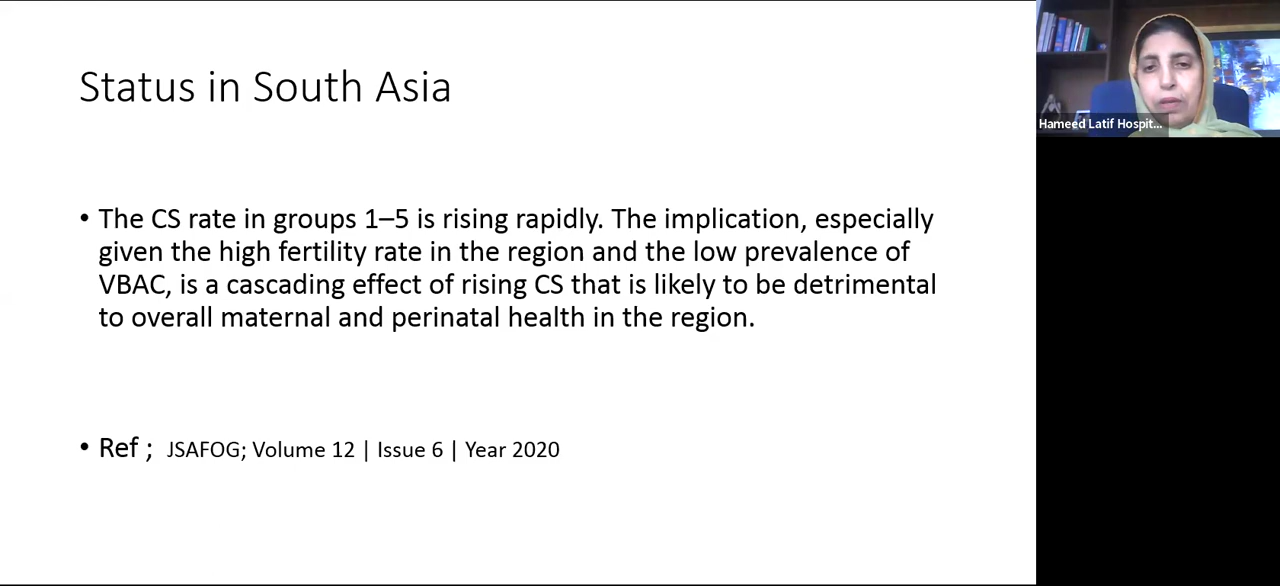 Status in South Asia
• The CS rate in groups 1–5 is rising rapidly. The implication, especially
given the high fertility rate in the region and the low prevalence of
VBAC, is a cascading effect of rising CS that is likely to be detrimental
to overall maternal and perinatal health in the region.
• Ref ; JSAFOG; Volume 12 | Issue 6 | Year 2020
Hameed Latif Hospit...